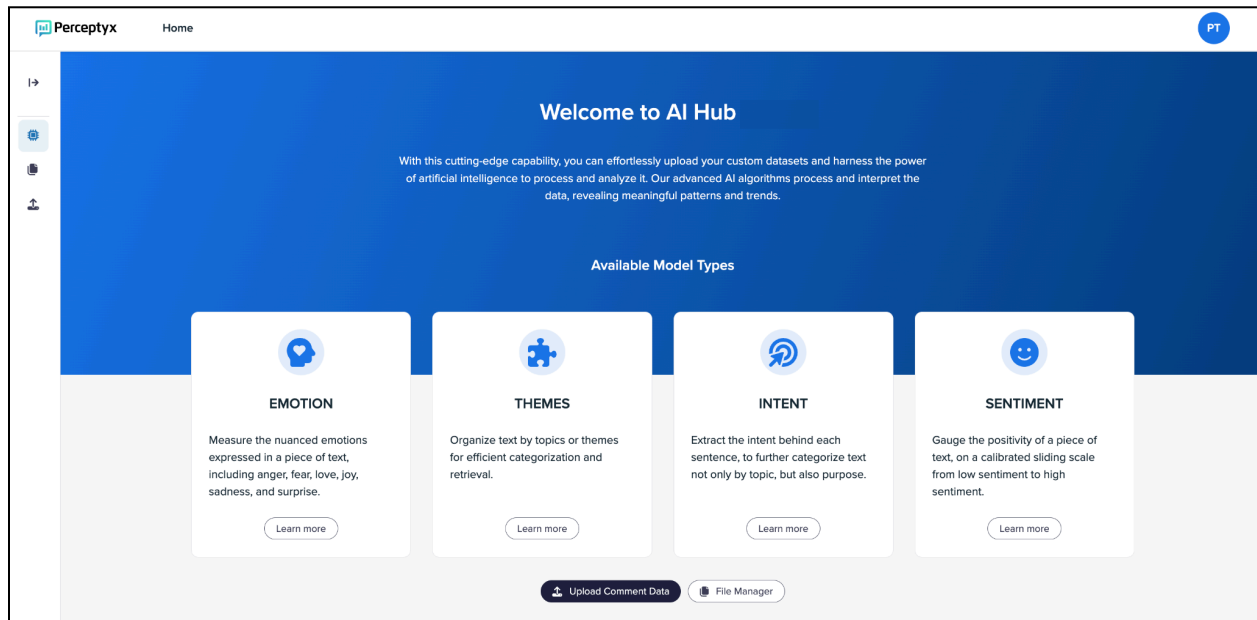 Perceptyx
Home
PT
Welcome to AI Hub
With this cutting-edge capability, you can effortlessly upload your custom datasets and harness the power
of artificial intelligence to process and analyze it. Our advanced AI algorithms process and interpret the
data, revealing meaningful patterns and trends.
Available Model Types
EMOTION
Measure the nuanced emotions
expressed in a piece of text,
including anger, fear, love, joy,
sadness, and surprise.
Learn more
THEMES
Organize text by topics or themes
for efficient categorization and
retrieval.
Learn more
INTENT
Extract the intent behind each
sentence, to further categorize text
not only by topic, but also purpose.
Learn more
SENTIMENT
Gauge the positivity of a piece of
text, on a calibrated sliding scale
from low sentiment to high
sentiment.
Learn more
Upload Comment Data
File Manager